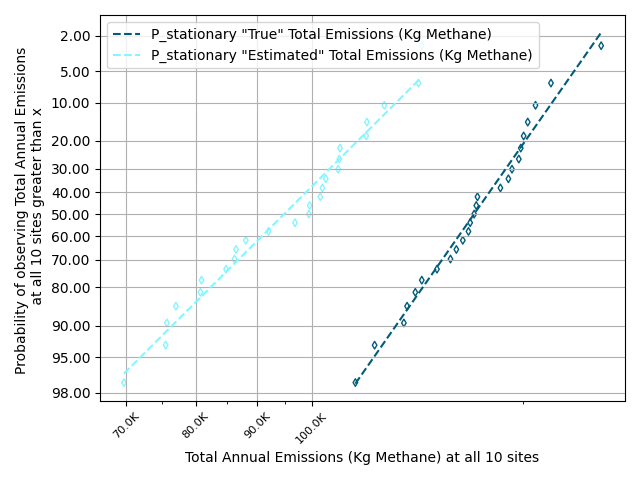 P_stationary "True" Total Emissions (Kg Methane)
P_stationary "Estimated" Total Emissions (Kg Methane)
Probability of observing Total Annual Emissions
at all 10 sites greater than x
2.00
5.00
10.00
20.00
30.00
40.00
50.00
60.00
70.00
80.00
90.00
95.00
98.00
70.0K
80.0K
90.0K
100.0K
Total Annual Emissions (Kg Methane) at all 10 sites